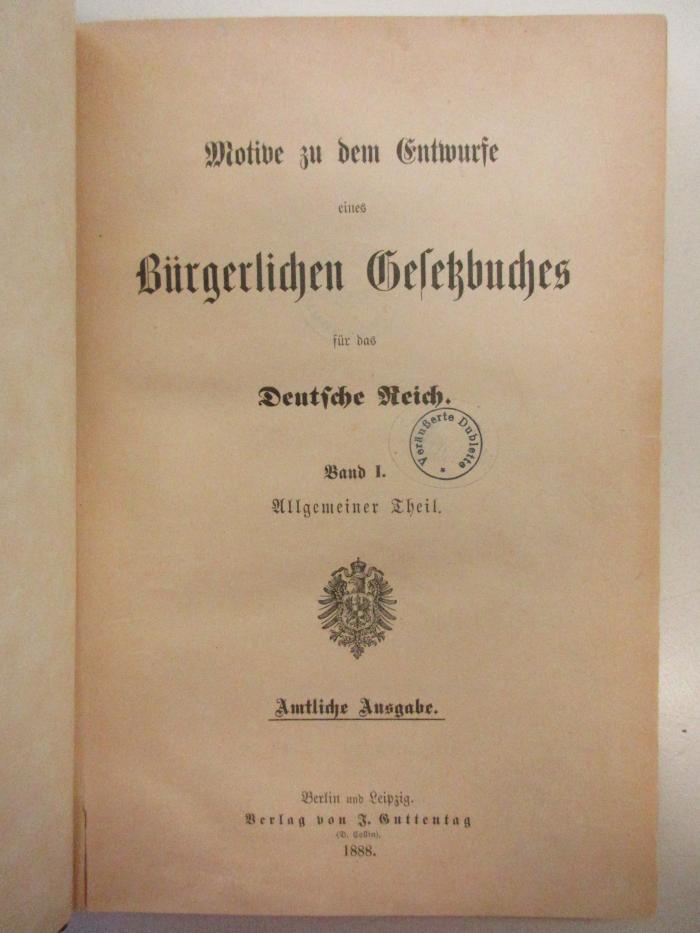 Motive zu dem Entwurfe
eines
Bürgerlichen Gesetzbuches
für das
Deutsche Reich.
Veräußerte Dublette *
Band I.
Allgemeiner Theil.
Amtliche Ausgabe.
Berlin und Leipzig.
Verlag von J. Guttentag
(D. Collin).
1888.